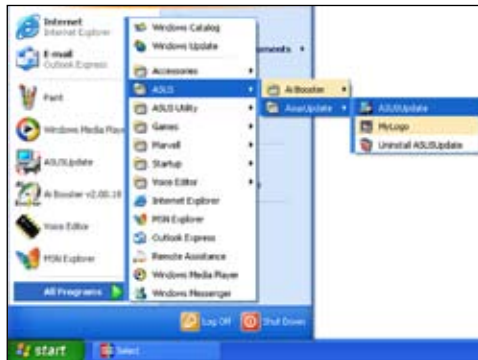 Internet
Internet Explorer
E-mail
Outlook Express
Paint
Windows Media Play
ASUSUpdate
Ai Booster v2.00.18
Voice Editor
MSN Explorer
All Programs
Windows Catalog
Windows Update
Accessories
ASUS
ASUS Utility
Games
Marvell
Startup
Voice Editor
Internet Explorer
MSN Explorer
Outlook Express
Remote Assistance
Windows Media Player
Windows Messenger
uments
Ai Booster
AsusUpdate
ASUSUpdate
MyLogo
Uninstall ASUSUpdate
Log Off
Shut Down
start
Select